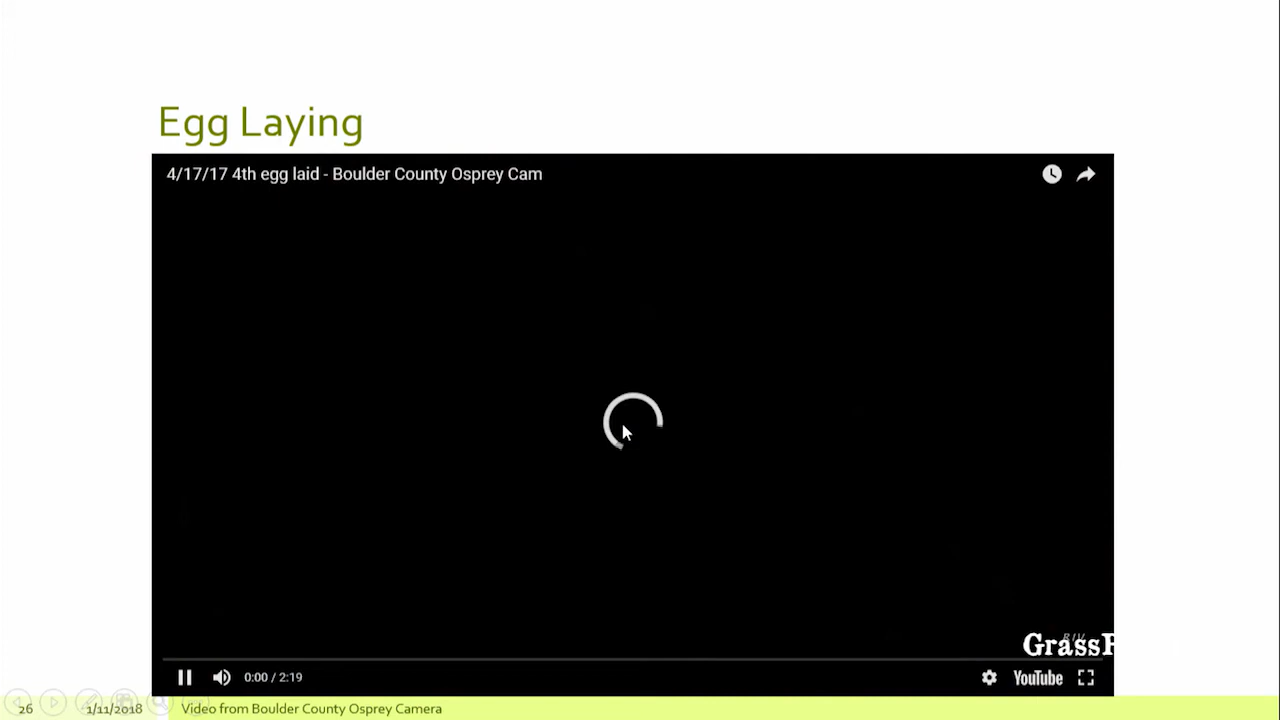 Egg Laying
4/17/17 4th egg laid - Boulder County Osprey Cam
GrassR
0:00 / 2:19
YouTube
26
1/11/2018
Video from Boulder County Osprey Camera